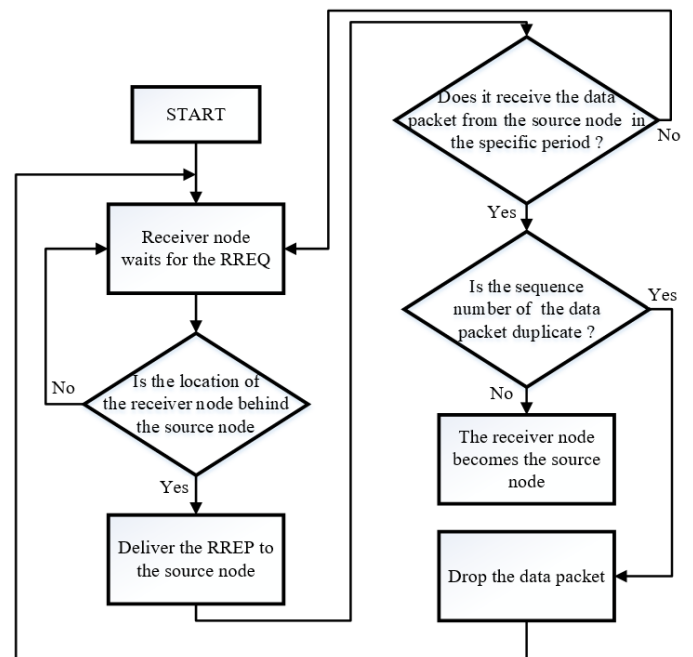 START
Receiver node
waits for the RREQ
No
Is the location of
the receiver node behind
the source node
Yes
Deliver the RREP to
the source node
Does it receive the data
packet from the source node in
the specific period ?
No
Yes
Is the sequence
number of the data
packet duplicate ?
Yes
No
The receiver node
becomes the source
node
Drop the data packet